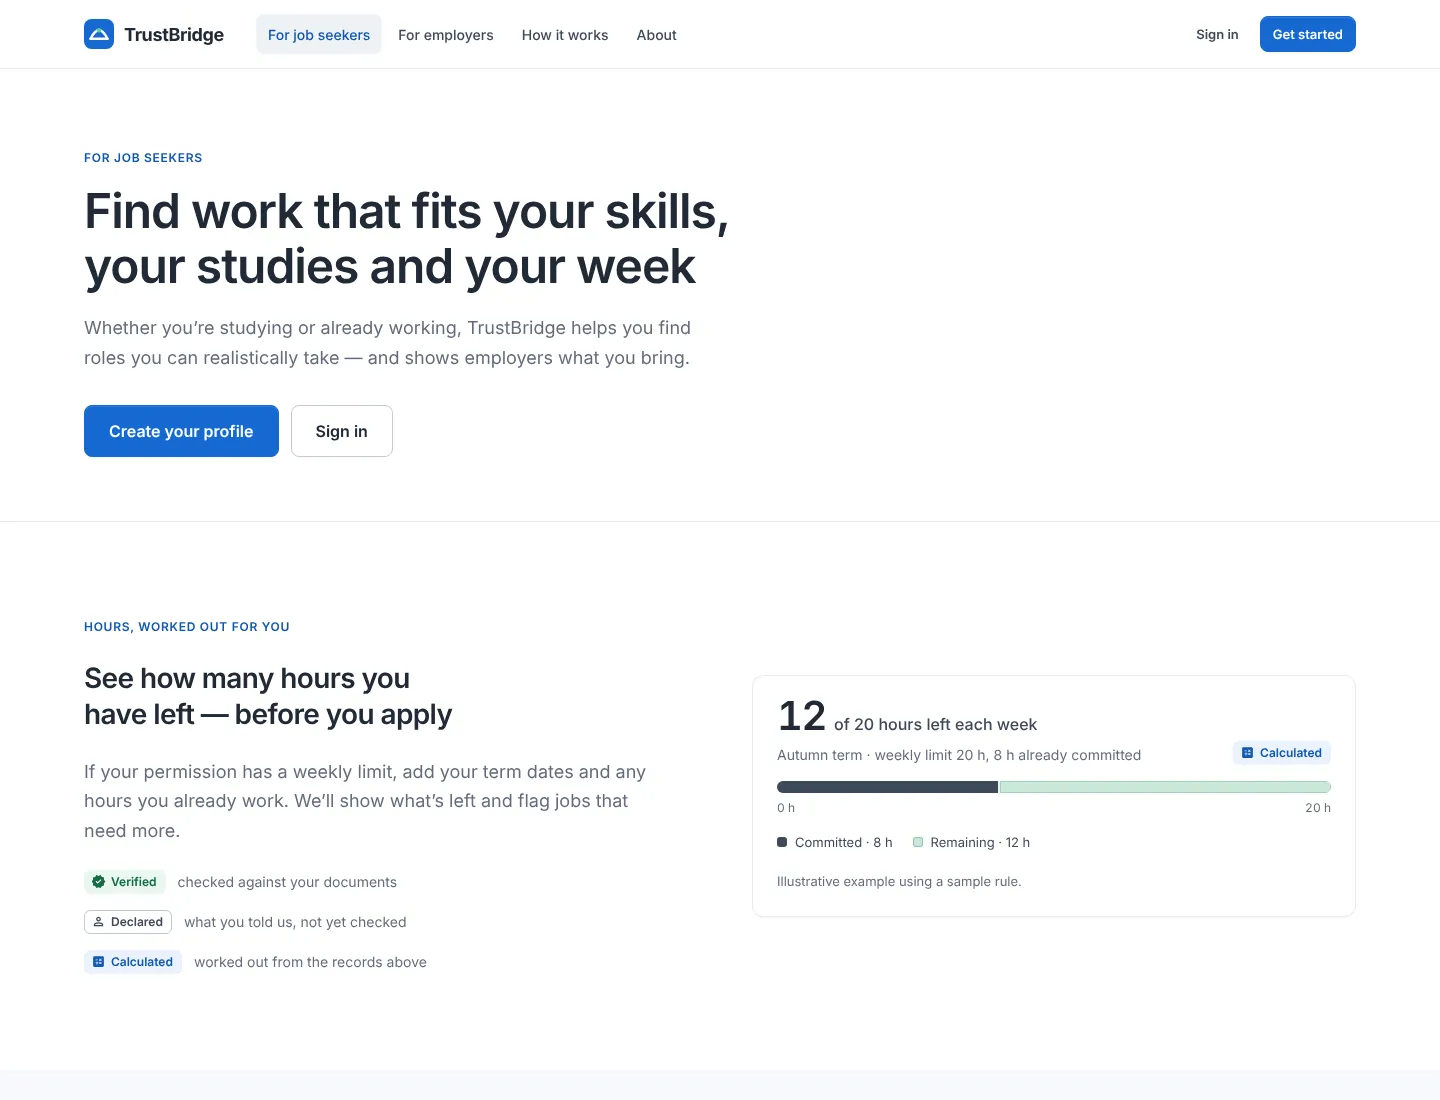 TrustBridge
For job seekers
For employers
How it works
About
Sign in
Get started
FOR JOB SEEKERS
Find work that fits your skills,
your studies and your week
Whether you’re studying or already working, TrustBridge helps you find
roles you can realistically take — and shows employers what you bring.
Create your profile
Sign in
HOURS, WORKED OUT FOR YOU
See how many hours you
have left — before you apply
If your permission has a weekly limit, add your term dates and any
hours you already work. We’ll show what’s left and flag jobs that
need more.
Verified checked against your documents
Declared what you told us, not yet checked
Calculated worked out from the records above
12 of 20 hours left each week
Autumn term · weekly limit 20 h, 8 h already committed
Calculated
0 h
20 h
Committed · 8 h
Remaining · 12 h
Illustrative example using a sample rule.